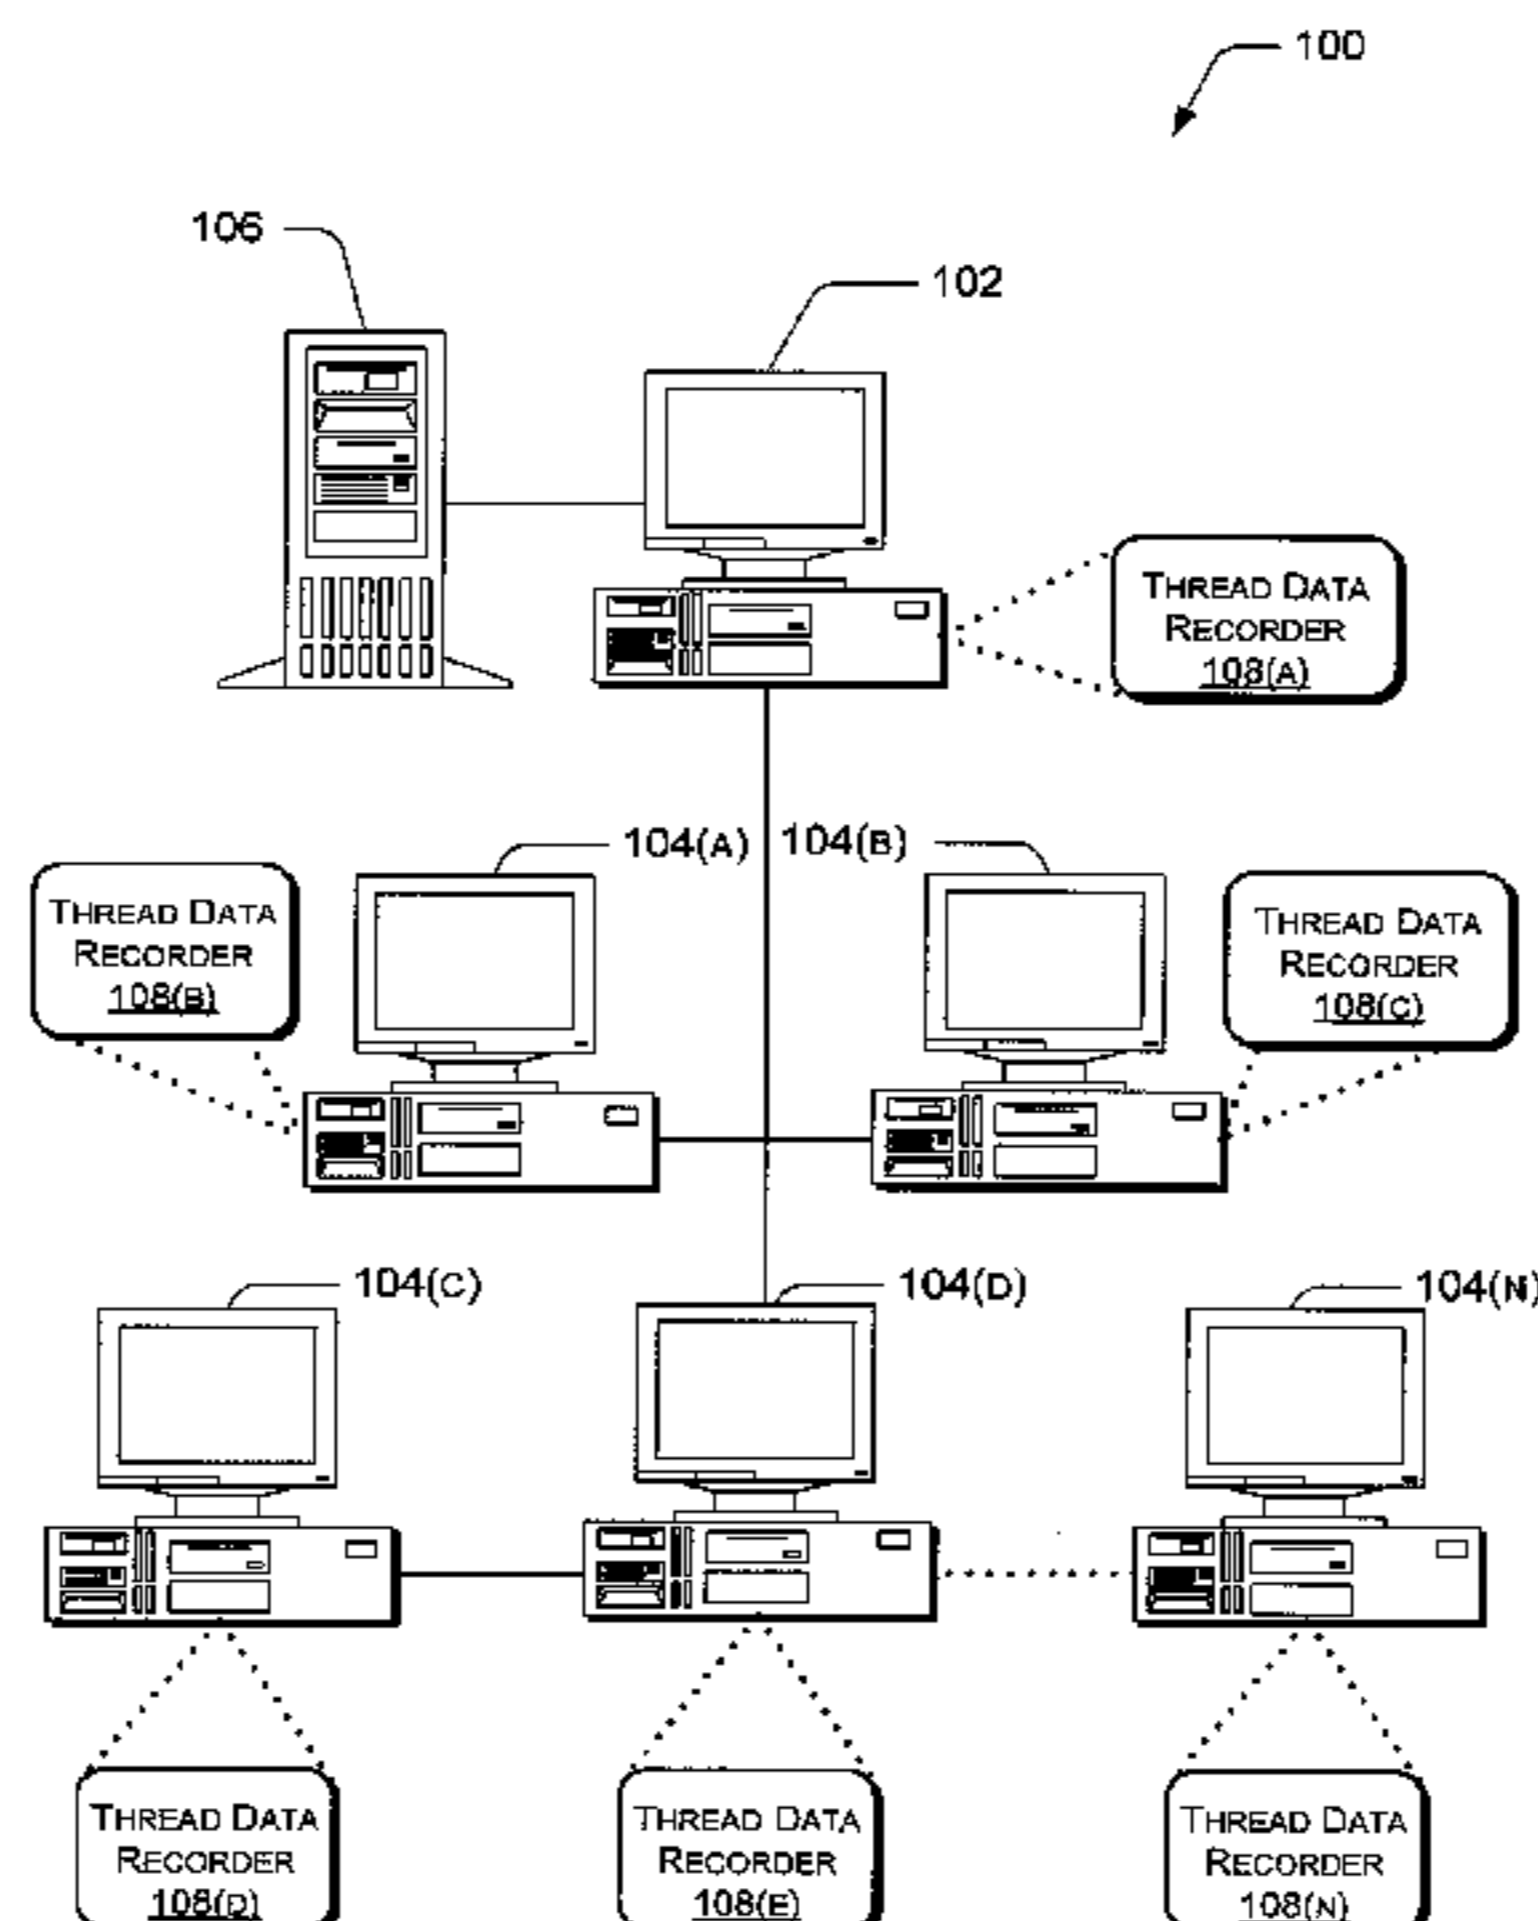 100
106
102
THREAD DATA
RECORDER
108(A)
104(A)
104(B)
THREAD DATA
RECORDER
108(B)
THREAD DATA
RECORDER
108(C)
104(C)
104(D)
104(N)
THREAD DATA
RECORDER
108(D)
THREAD DATA
RECORDER
108(E)
THREAD DATA
RECORDER
108(N)